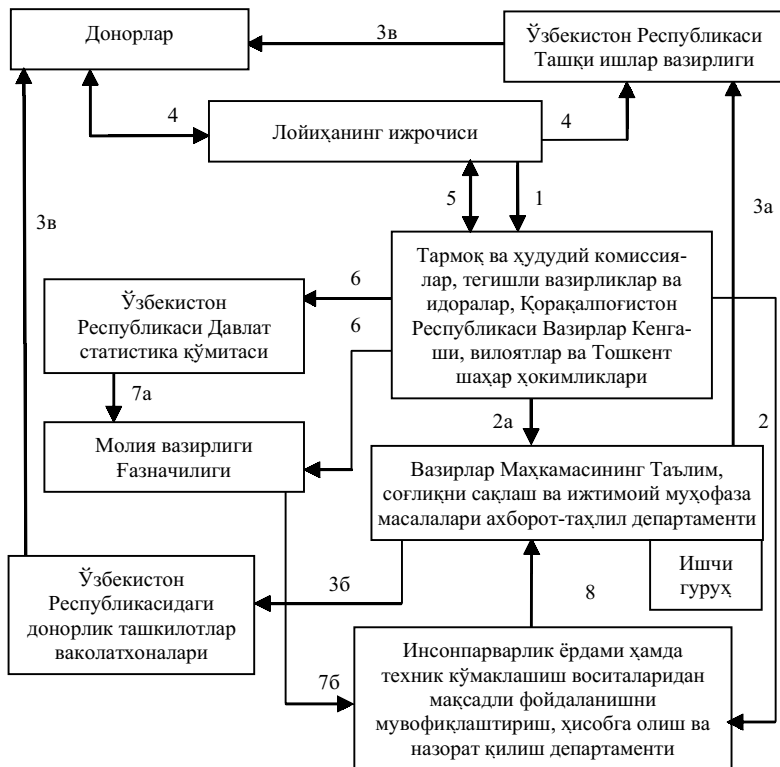 Донорлар
3в
Ўзбекистон Республикаси
Ташқи ишлар вазирлиги
4
Лойиҳанинг ижрочиси
4
3в
5
1
3а
Тармоқ ва ҳудудий комиссия-
лар, тегишли вазирликлар ва
идоралар, Қорақалпоғистон
Республикаси Вазирлар Кенга-
ши, вилоятлар ва Тошкент
шаҳар ҳокимликлари
6
Ўзбекистон
Республикаси Давлат
статистика қўмитаси
6
7а
2а
2
Молия вазирлиги
Ғазначилиги
Вазирлар Маҳкамасининг Таълим,
соғлиқни сақлаш ва ижтимоий муҳофаза
масалалари ахборот-таҳлил департаменти
Ишчи
гуруҳ
3б
8
Ўзбекистон
Республикасидаги
донорлик ташкилотлар
ваколатхоналари
7б
Инсонпарварлик ёрдами ҳамда
техник кўмаклашиш воситаларидан
мақсадли фойдаланишни
мувофиқлаштириш, ҳисобга олиш ва
назорат қилиш департаменти